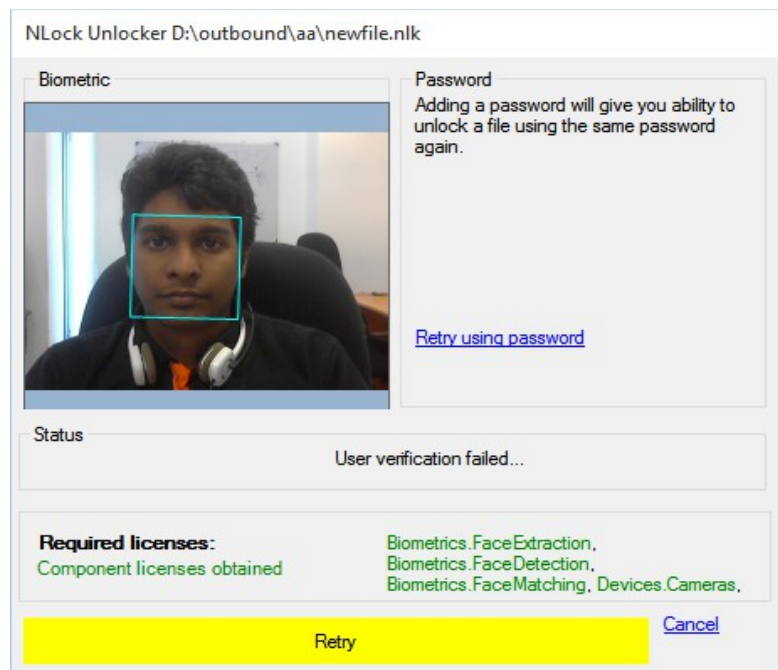 NLock Unlocker D:\outbound\aa\newfile.nlk
Biometric
Password
Adding a password will give you ability to
unlock a file using the same password
again.
Retry using password
Status
User verification failed...
Required licenses:
Component licenses obtained
Biometrics.FaceExtraction,
Biometrics.FaceDetection,
Biometrics.FaceMatching, Devices.Cameras,
Retry
Cancel